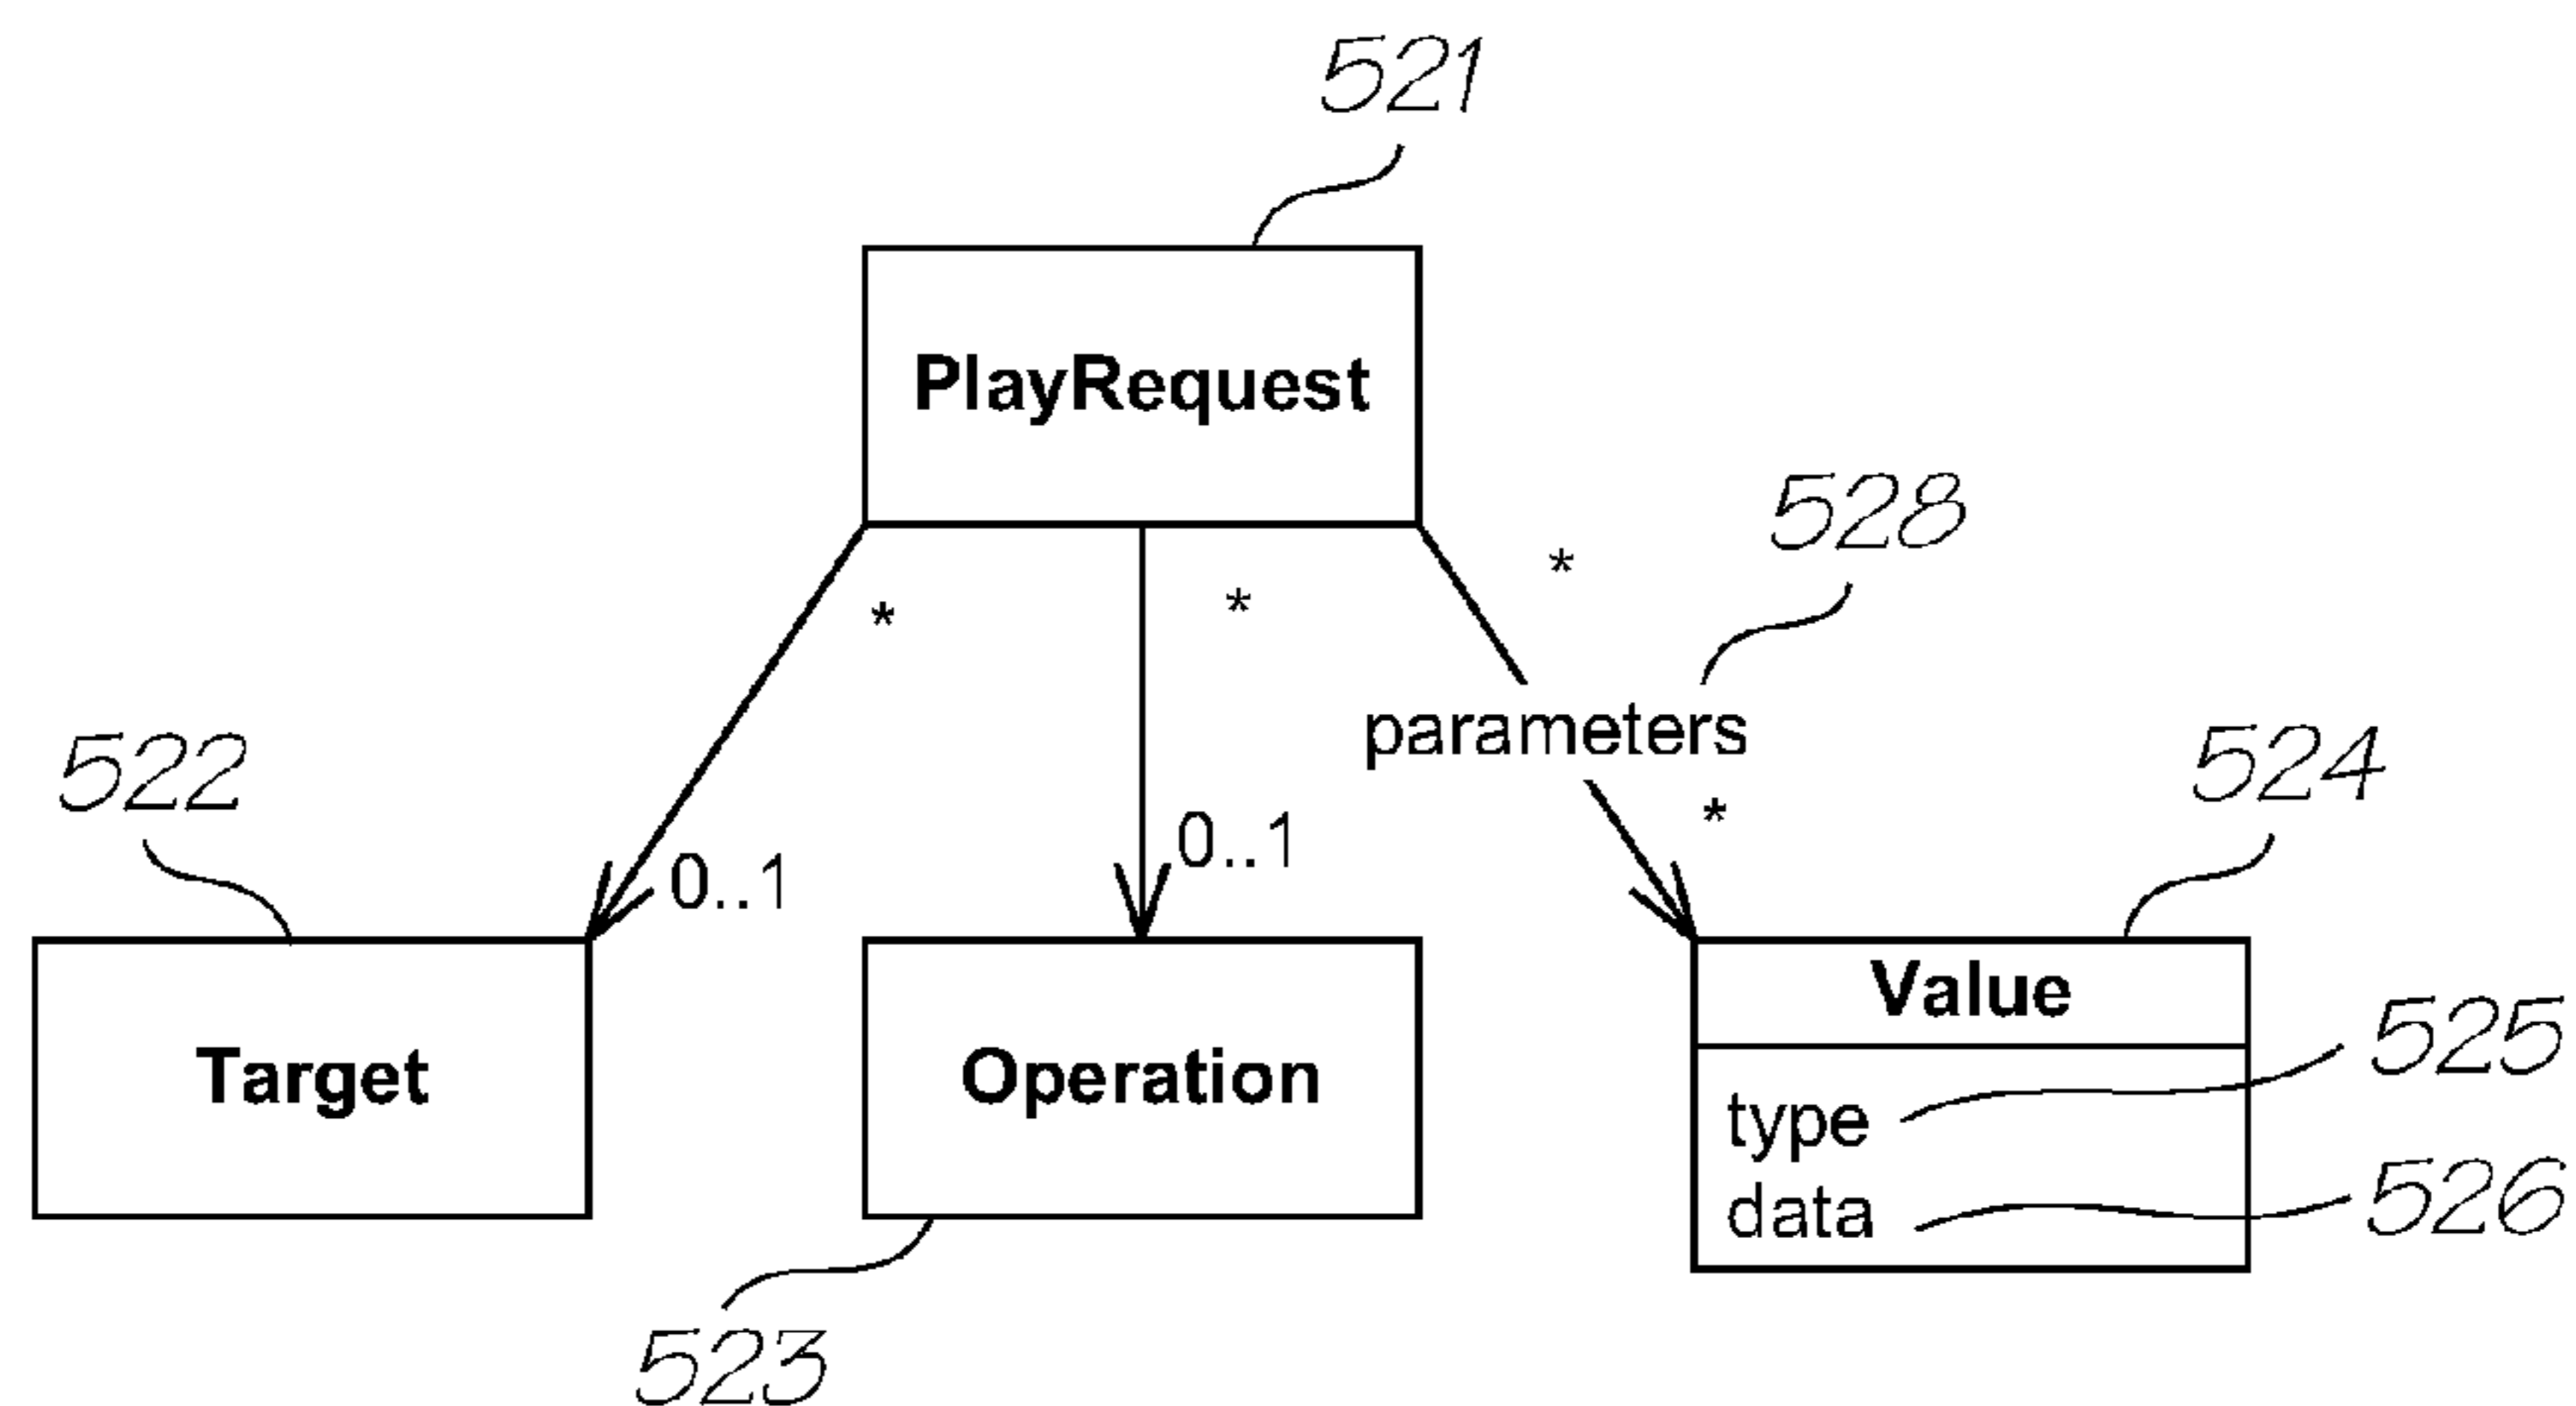 521
PlayRequest
528
* * *
parameters
522
524
*
0..1
0..1
Value
525
Target
Operation
type
526
data
523